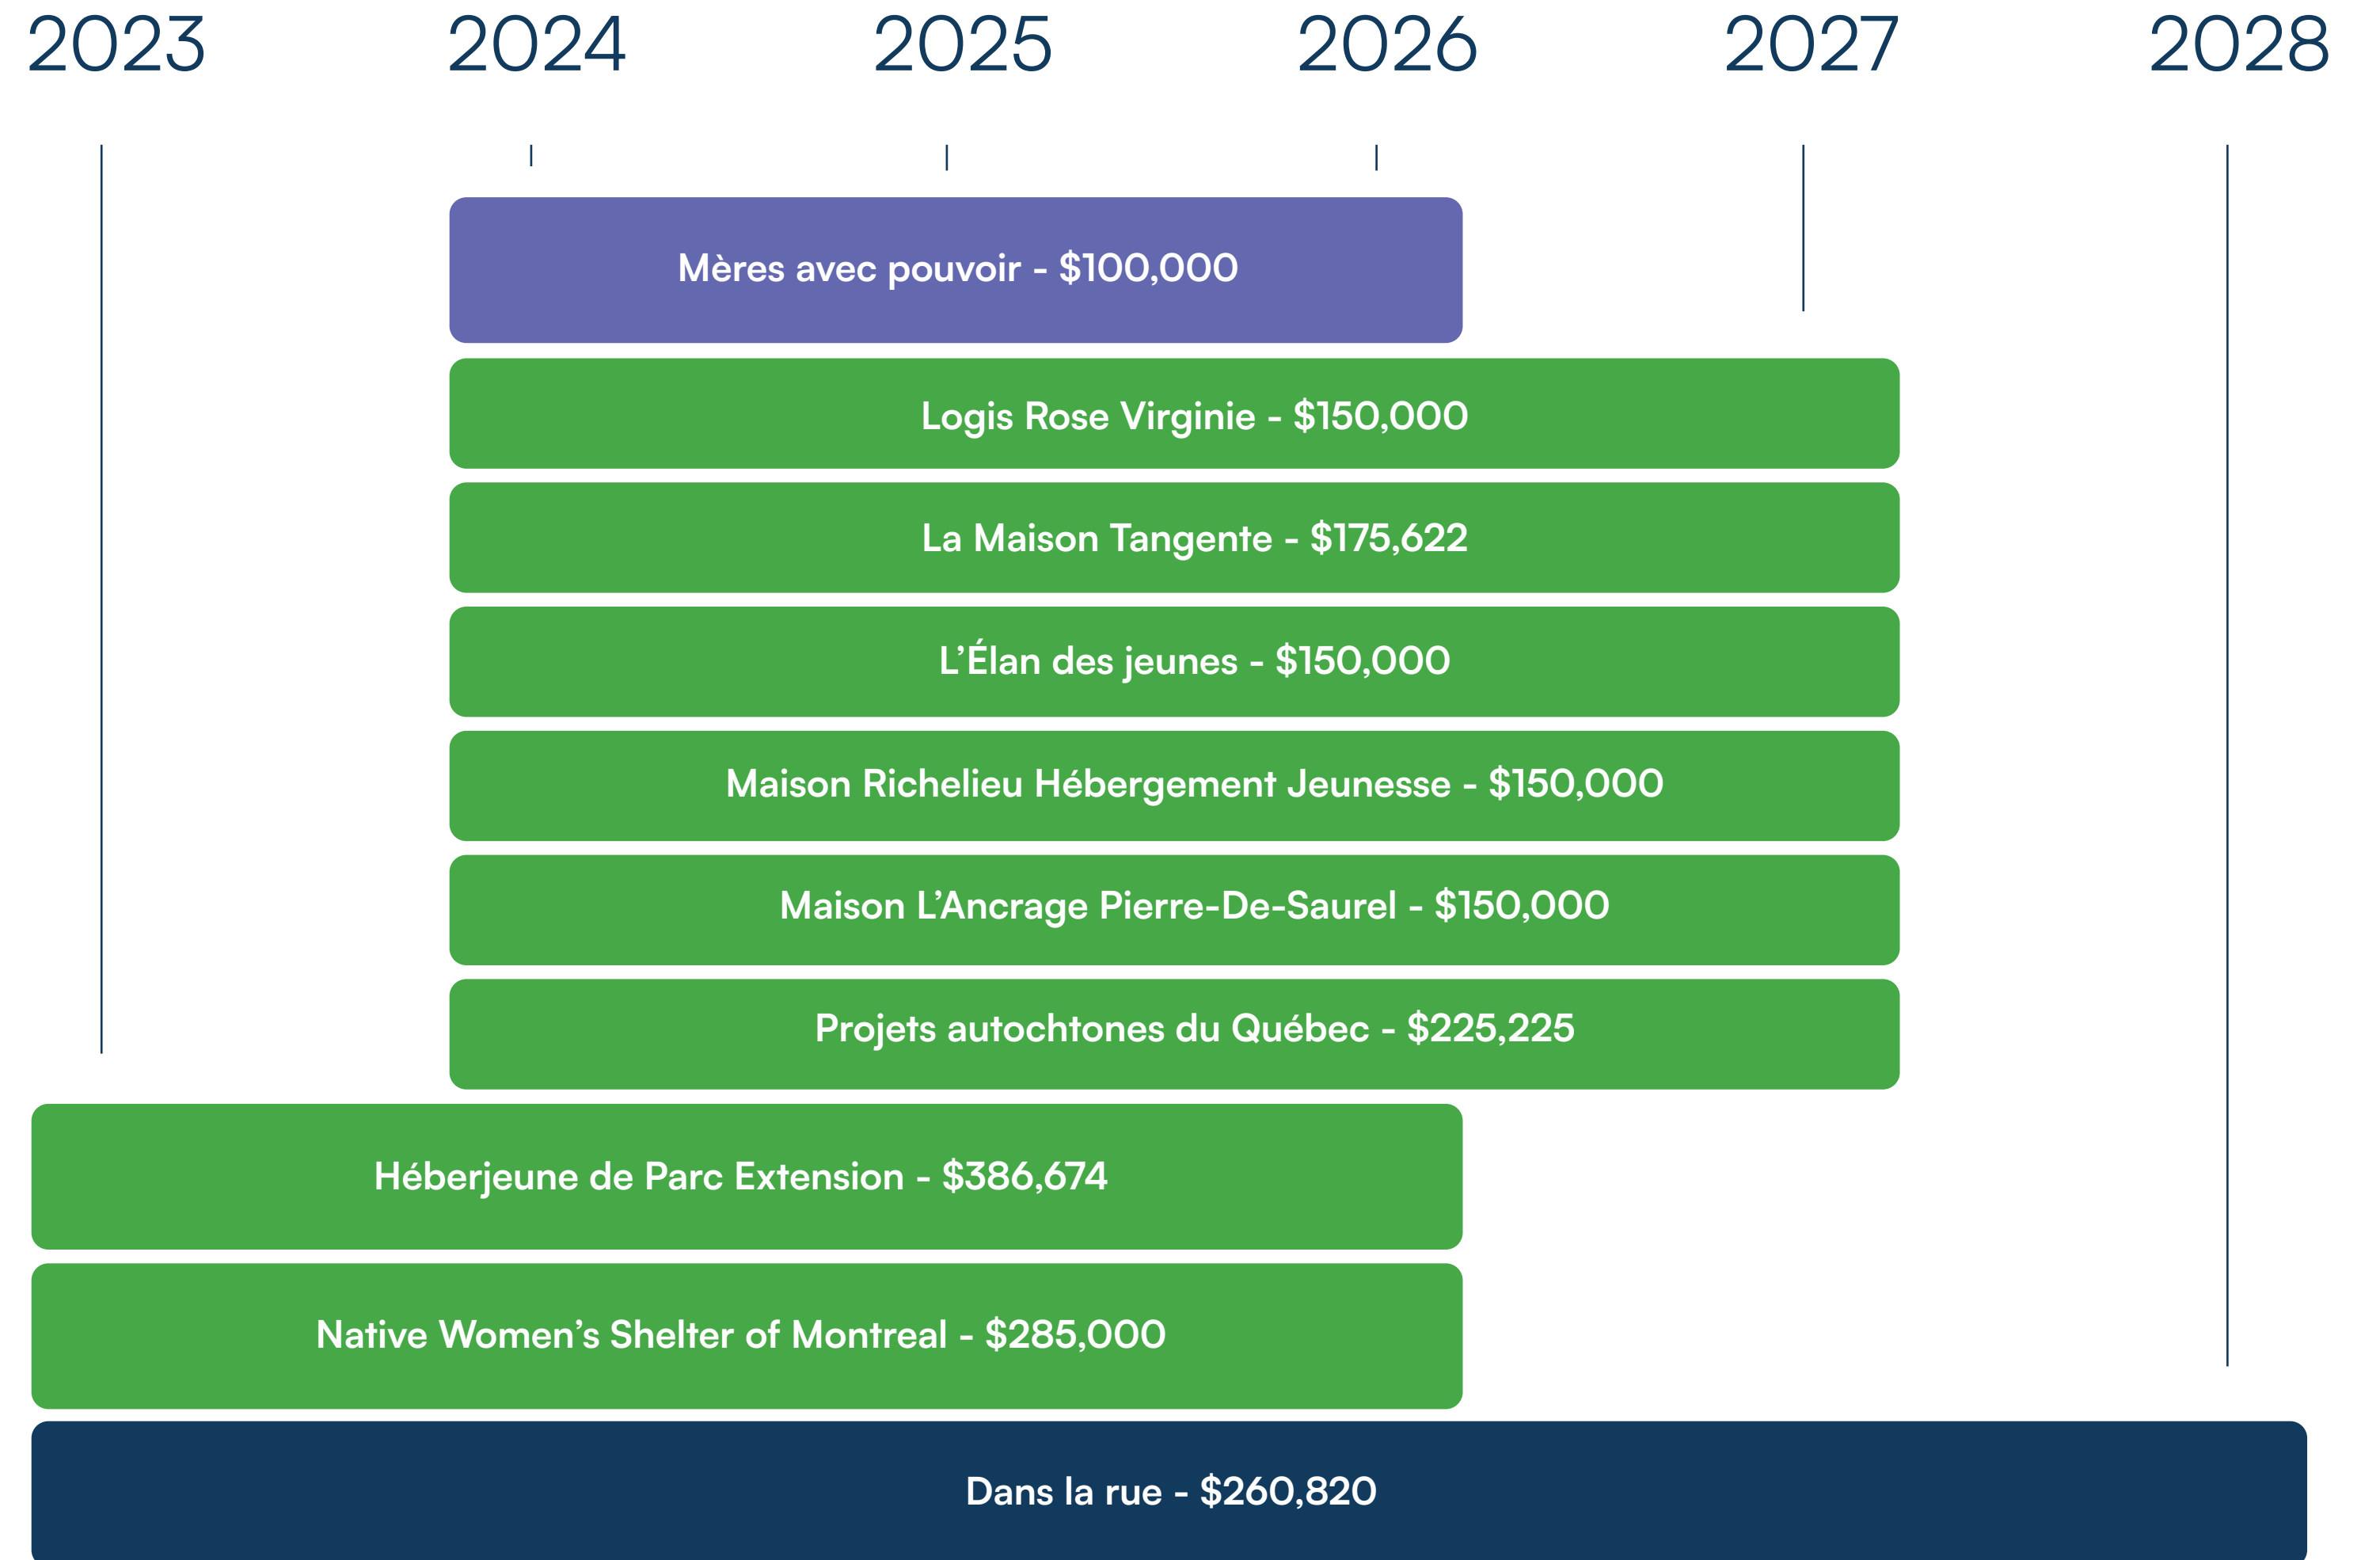 2023 2024 2025 2026 2027 2028
Mères avec pouvoir - $100,000
Logis Rose Virginie - $150,000
La Maison Tangente - $175,622
L’Élan des jeunes - $150,000
Maison Richelieu Hébergement Jeunesse - $150,000
Maison L’Ancrage Pierre-De-Saurel - $150,000
Projets autochtones du Québec - $225,225
Héberjeune de Parc Extension - $386,674
Native Women’s Shelter of Montreal - $285,000
Dans la rue - $260,820